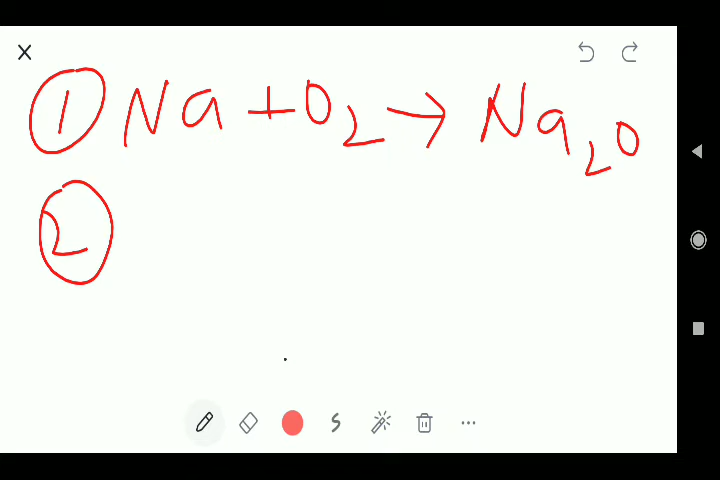 ① Na + O₂ → Na₂O
②